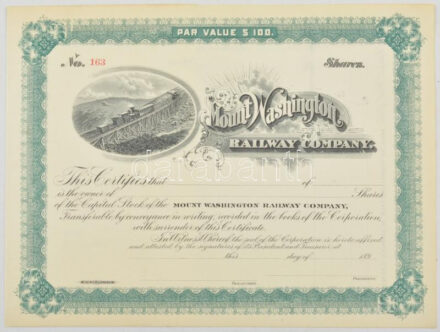 PAR VALUE $ 100.
No. 163
Shares.
Mount Washington
RAILWAY COMPANY.
This Certifies that of
is the owner of Shares
of the Capital Stock of the MOUNT WASHINGTON RAILWAY COMPANY,
Transferable by conveyance in writing, recorded in the books of the Corporation,
with surrender of this Certificate.
In Witness Whereof the seal of the Corporation is hereto affixed
and attested by the signatures of its President and Treasurer at
this day of 189